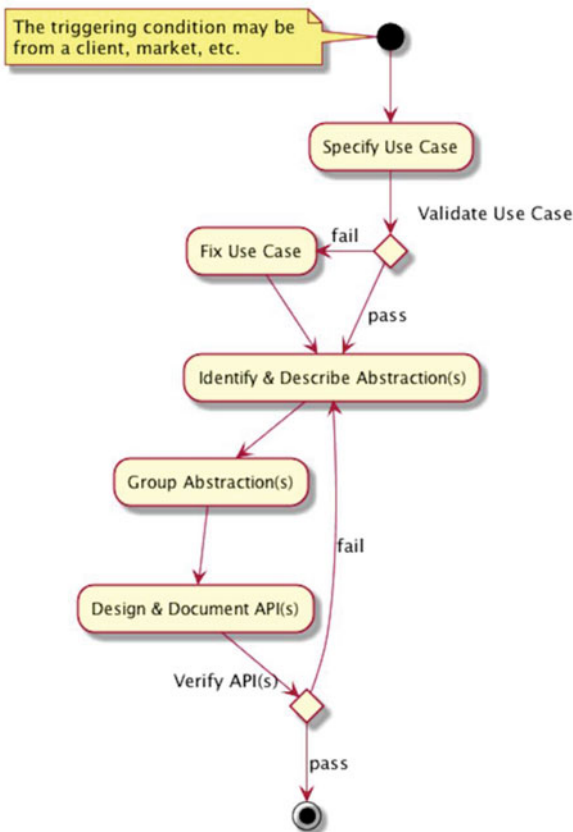 The triggering condition may be
from a client, market, etc.
Specify Use Case
Validate Use Case
fail
Fix Use Case
pass
Identify & Describe Abstraction(s)
Group Abstraction(s)
fail
Design & Document API(s)
Verify API(s)
pass